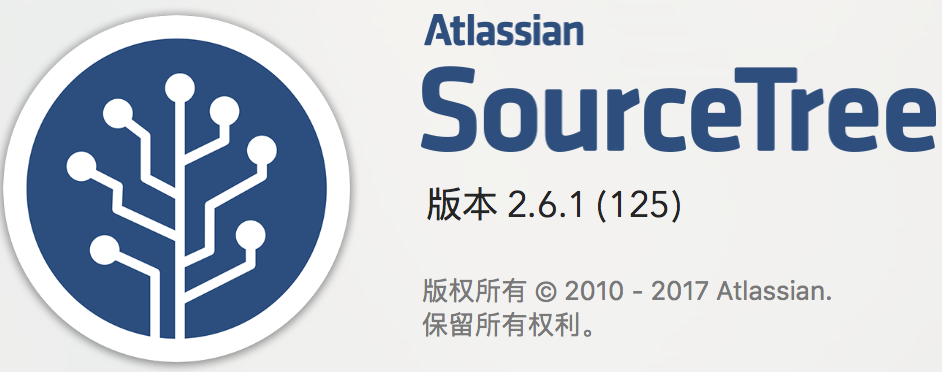 Atlassian
SourceTree
版本 2.6.1 (125)
版权所有 © 2010 - 2017 Atlassian.
保留所有权利。